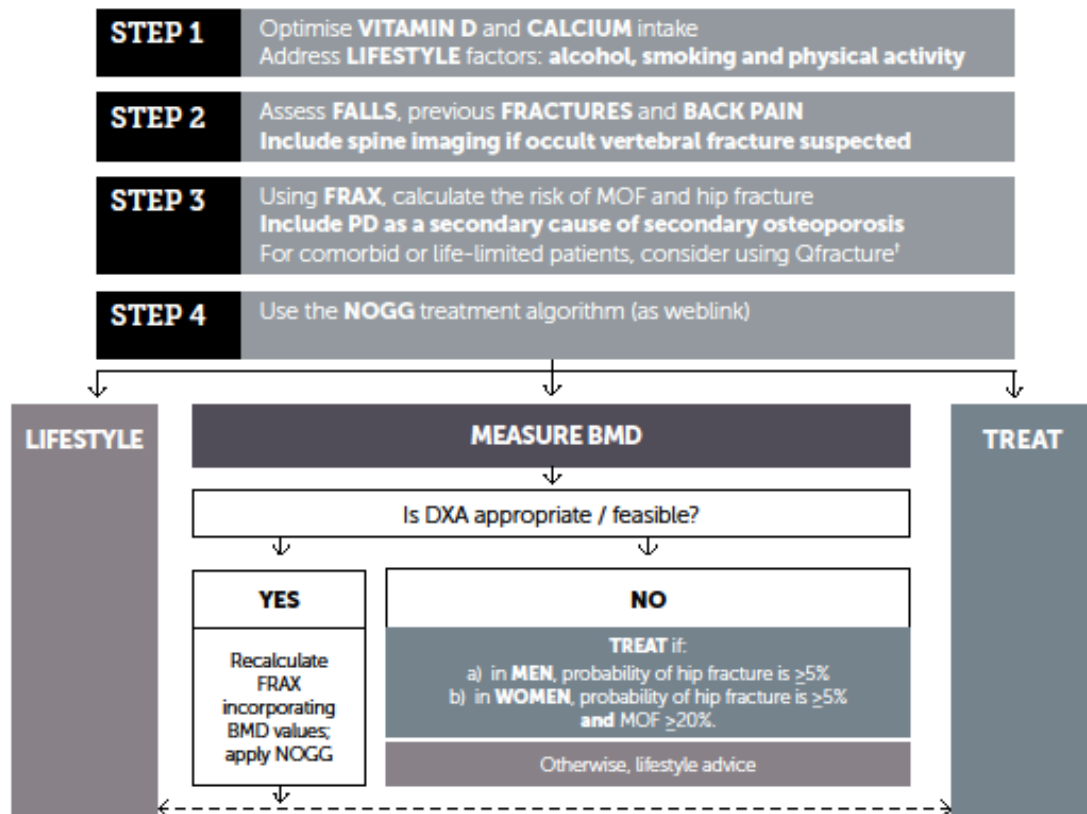 STEP 1
Optimise VITAMIN D and CALCIUM intake
Address LIFESTYLE factors: alcohol, smoking and physical activity
STEP 2
Assess FALLS, previous FRACTURES and BACK PAIN
Include spine imaging if occult vertebral fracture suspected
STEP 3
Using FRAX, calculate the risk of MOF and hip fracture
Include PD as a secondary cause of secondary osteoporosis
For comorbid or life-limited patients, consider using Qfracture†
STEP 4
Use the NOGG treatment algorithm (as weblink)
LIFESTYLE
MEASURE BMD
TREAT
Is DXA appropriate / feasible?
YES
Recalculate
FRAX
incorporating
BMD values;
apply NOGG
NO
TREAT if:
a) in MEN, probability of hip fracture is ≥5%
b) in WOMEN, probability of hip fracture is ≥5%
and MOF ≥20%.
Otherwise, lifestyle advice